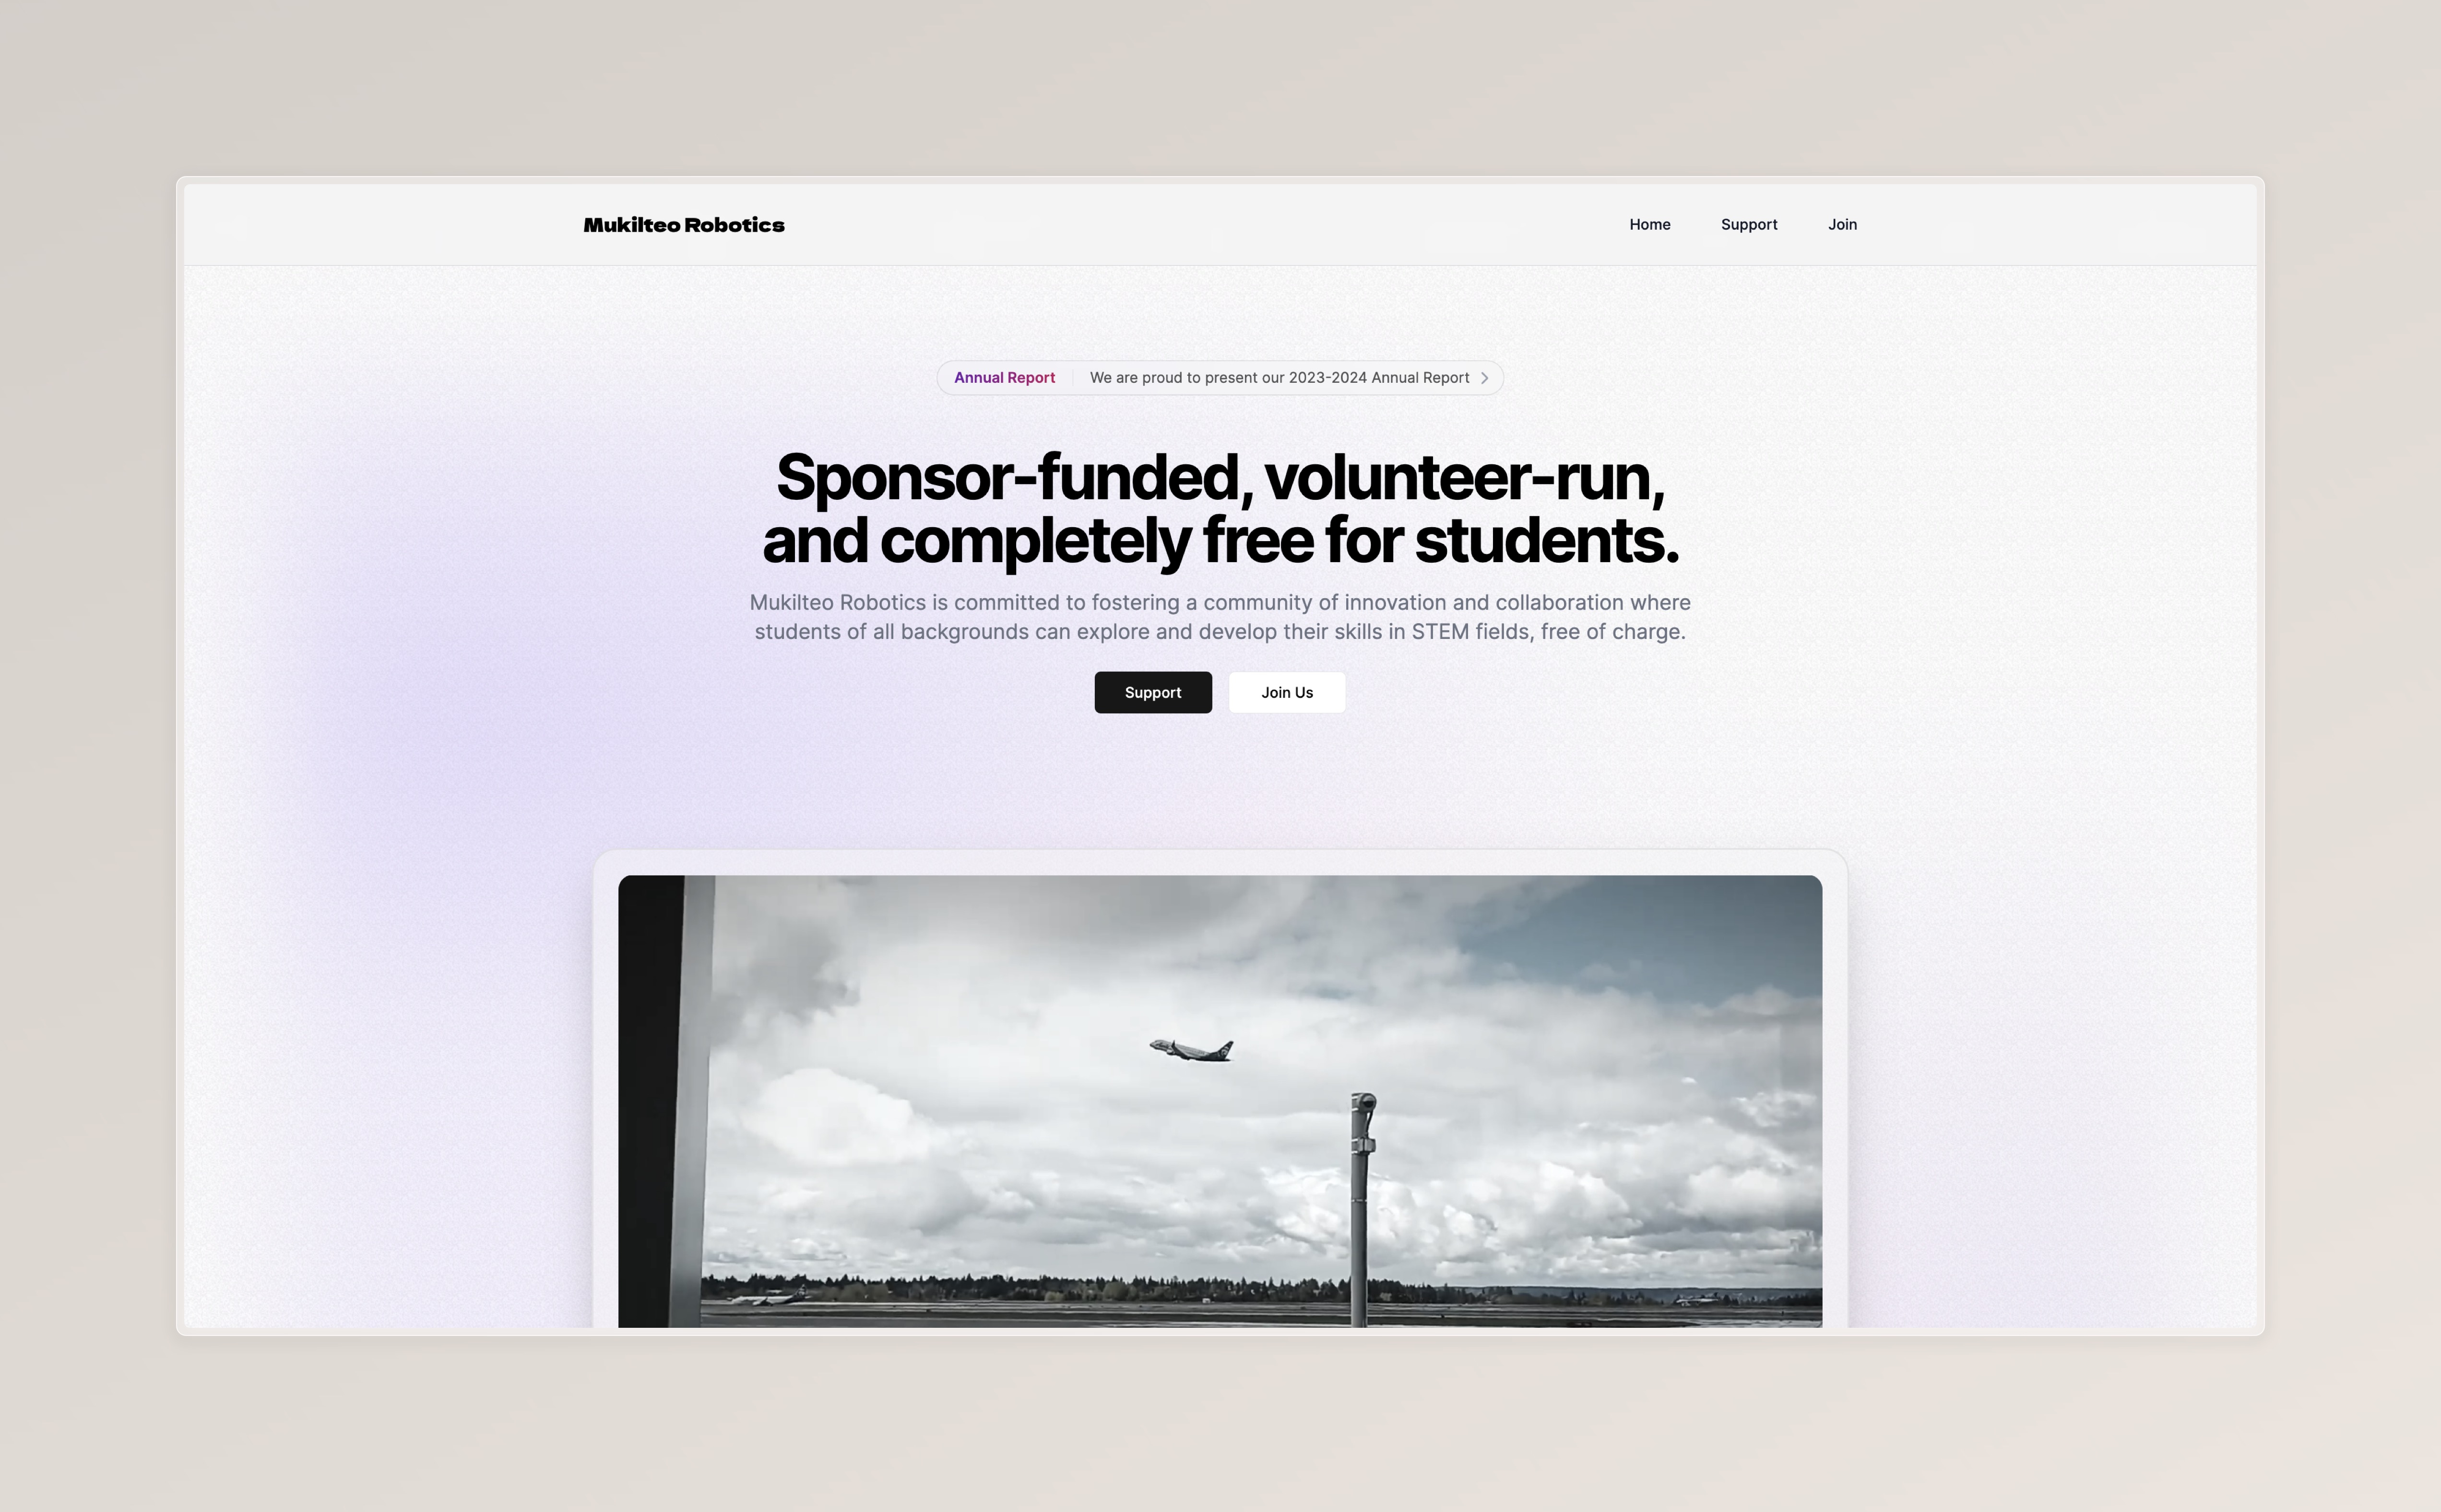 Mukilteo Robotics
Home
Support
Join
Annual Report
We are proud to present our 2023-2024 Annual Report
Sponsor-funded, volunteer-run,
and completely free for students.
Mukilteo Robotics is committed to fostering a community of innovation and collaboration where
students of all backgrounds can explore and develop their skills in STEM fields, free of charge.
Support
Join Us